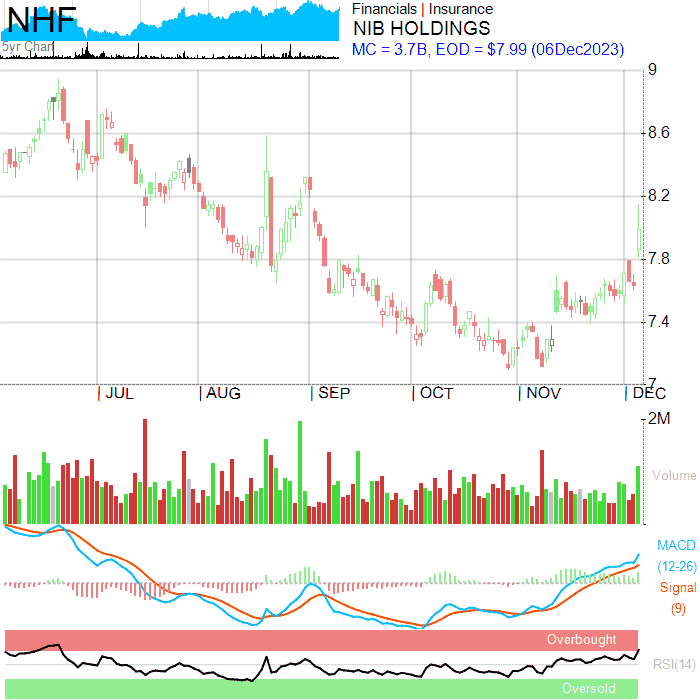 NHF
5yr Chart
Financials | Insurance
NIB HOLDINGS
MC = 3.7B, EOD = $7.99 (06Dec2023)
9
8.6
8.2
7.8
7.4
7
JUL AUG SEP OCT NOV DEC
2M
Volume
MACD
(12-26)
Signal
(9)
Overbought
RSI(14)
Oversold